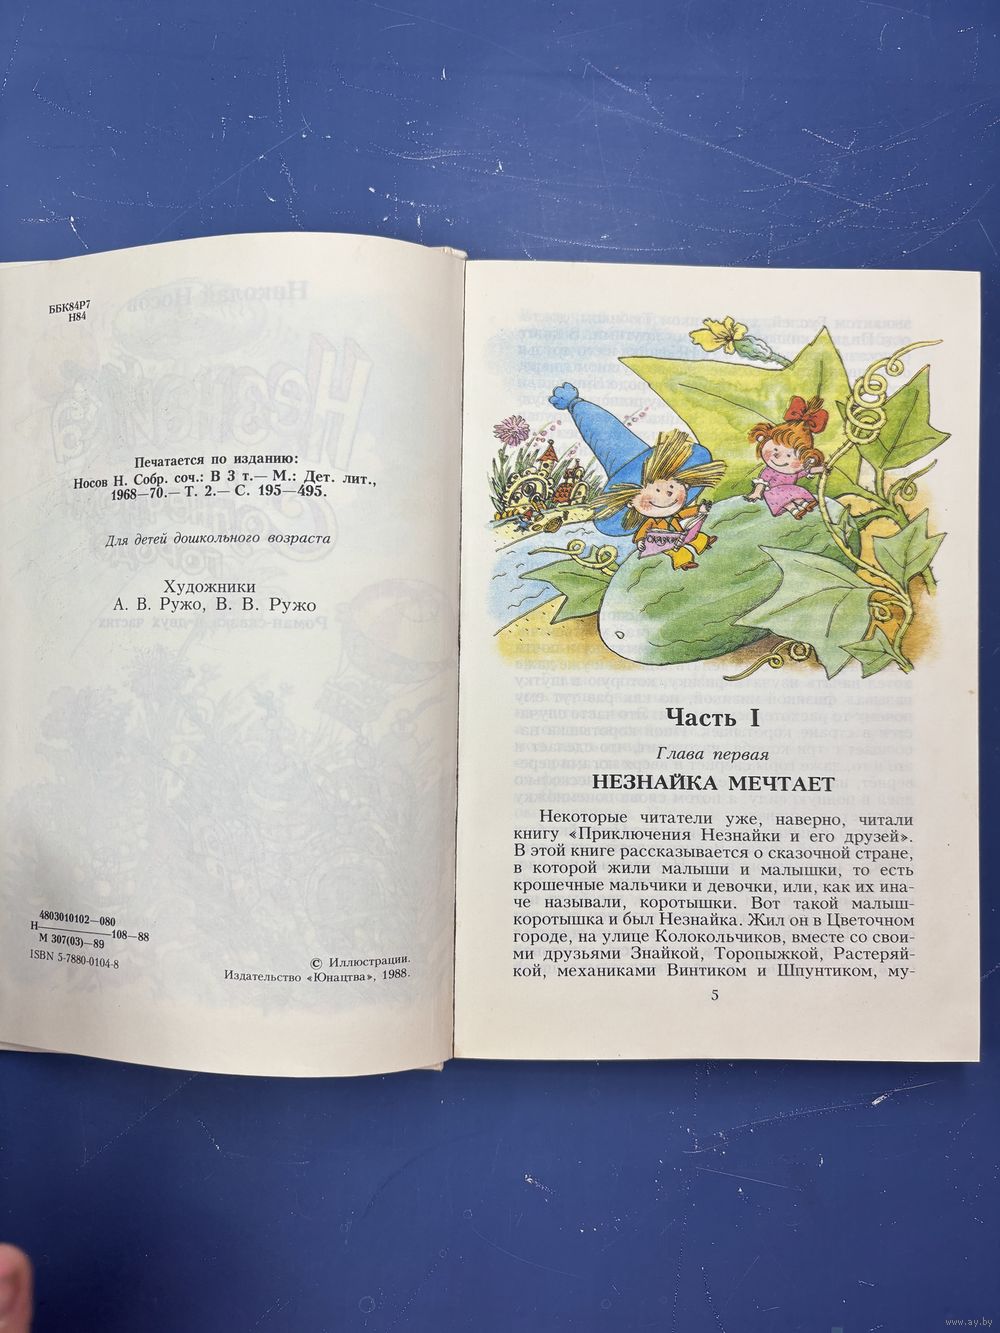 ББК84Р7
Н84
Печатается по изданию:
Носов Н. Собр. соч.: В 3 т.— М.: Дет. лит.,
1968—70.— Т. 2.— С. 195—495.
Для детей дошкольного возраста
Художники
А. В. Ружо, В. В. Ружо
4803010102—080
Н————108—88
М 307(03)—89
ISBN 5-7880-0104-8
© Иллюстрации.
Издательство «Юнацтва», 1988.
СКАЗКИ
Часть I
Глава первая
НЕЗНАЙКА МЕЧТАЕТ
Некоторые читатели уже, наверно, читали
книгу «Приключения Незнайки и его друзей».
В этой книге рассказывается о сказочной стране,
в которой жили малыши и малышки, то есть
крошечные мальчики и девочки, или, как их ина-
че называли, коротышки. Вот такой малыш-
коротышка и был Незнайка. Жил он в Цветочном
городе, на улице Колокольчиков, вместе со свои-
ми друзьями Знайкой, Торопыжкой, Растеряй-
кой, механиками Винтиком и Шпунтиком, му-
5
www.ay.by